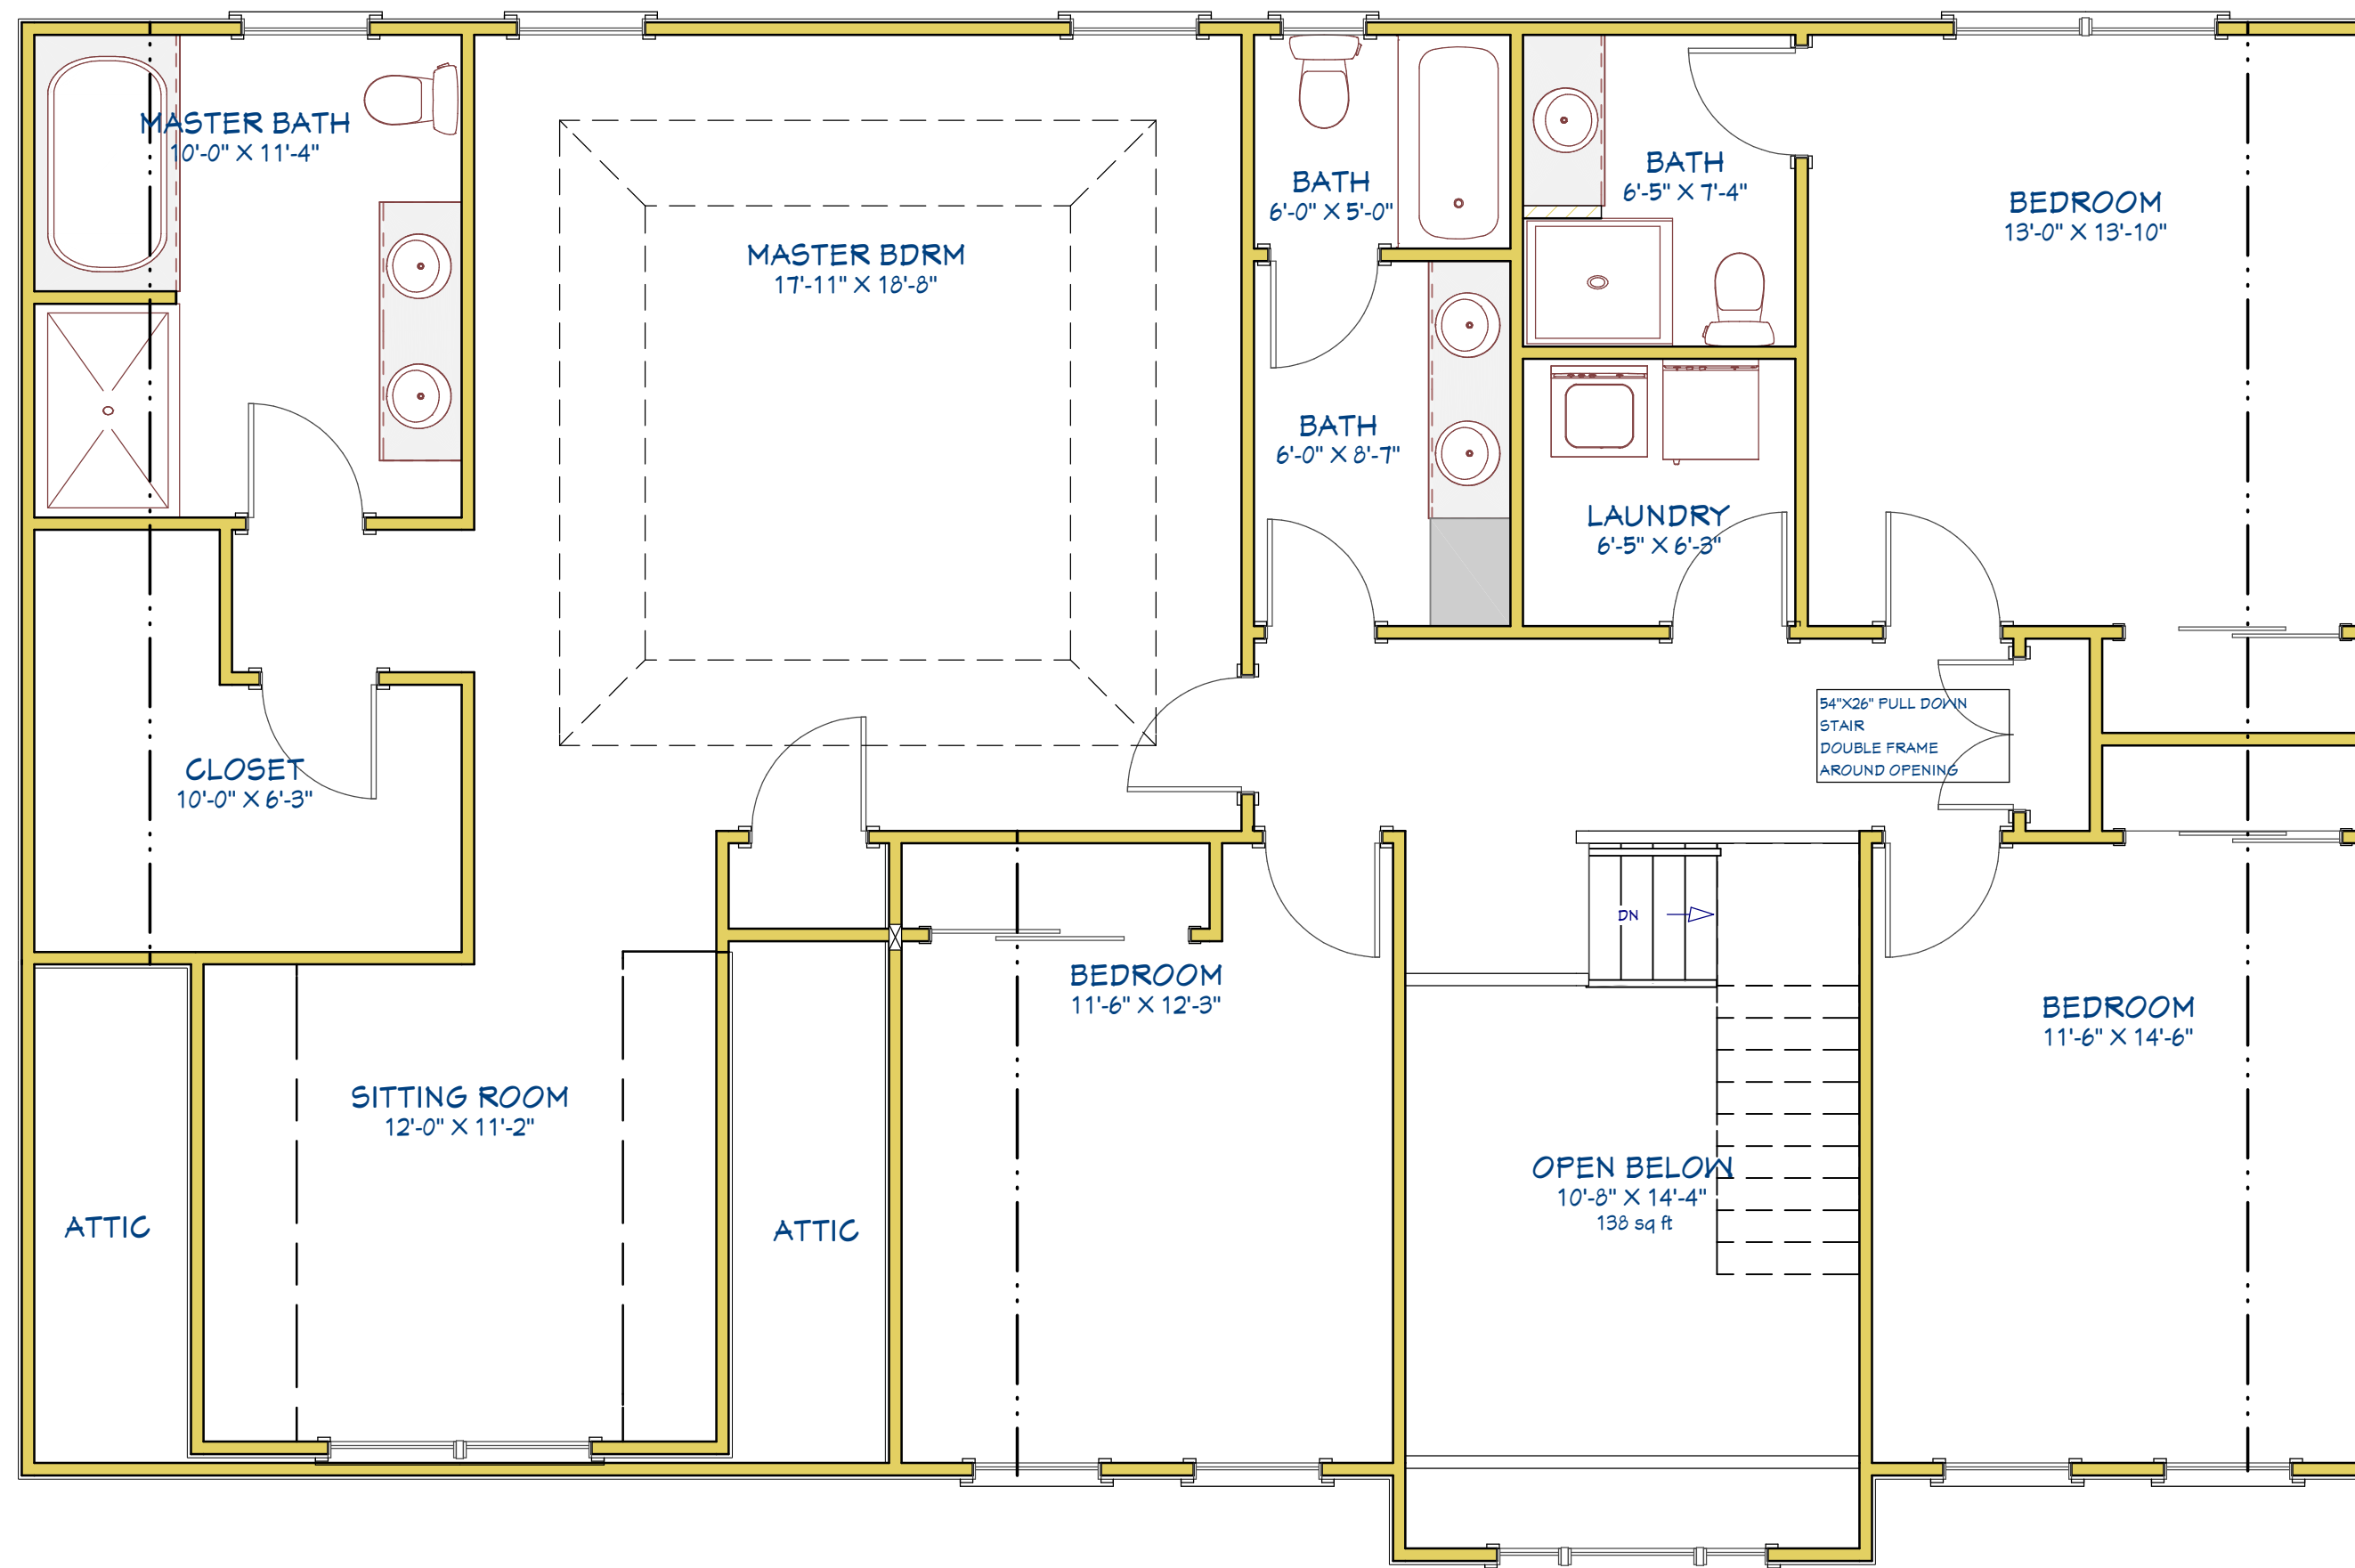 MASTER BATH
10'-0" X 11'-4"
MASTER BDRM
17'-11" X 18'-8"
BATH
6'-0" X 5'-0"
BATH
6'-5" X 7'-4"
BEDROOM
13'-0" X 13'-10"
BATH
6'-0" X 8'-7"
LAUNDRY
6'-5" X 6'-3"
CLOSET
10'-0" X 6'-3"
54"X26" PULL DOWN
STAIR
DOUBLE FRAME
AROUND OPENING
DN
BEDROOM
11'-6" X 12'-3"
BEDROOM
11'-6" X 14'-6"
SITTING ROOM
12'-0" X 11'-2"
OPEN BELOW
10'-8" X 14'-4"
138 sq ft
ATTIC
ATTIC